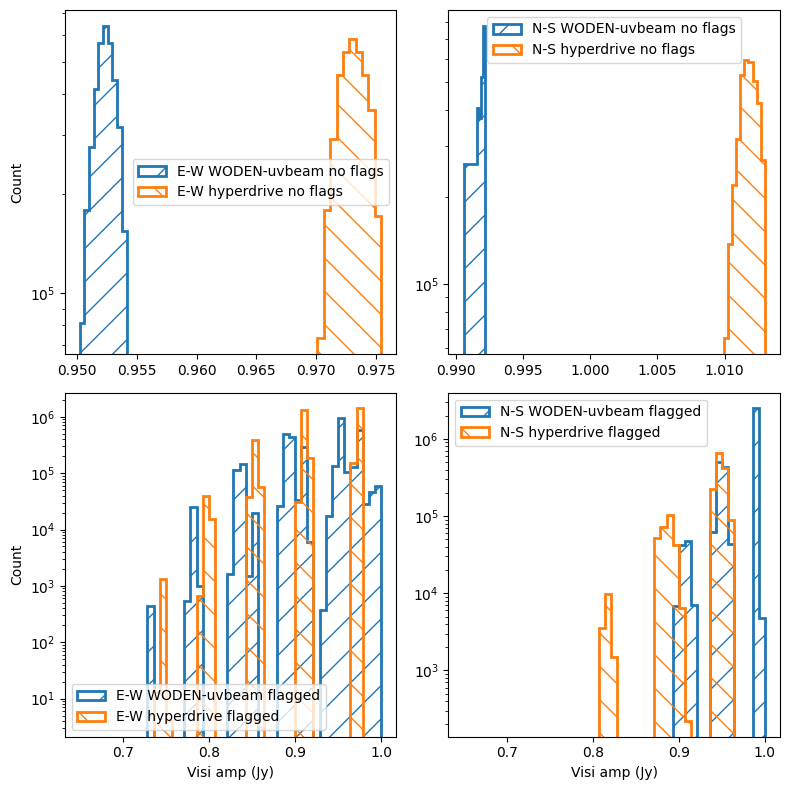 Count
10^5
0.950 0.955 0.960 0.965 0.970 0.975
E-W WODEN-uvbeam no flags
E-W hyperdrive no flags
10^5
0.990 0.995 1.000 1.005 1.010
N-S WODEN-uvbeam no flags
N-S hyperdrive no flags
Count
10^6
10^5
10^4
10^3
10^2
10^1
E-W WODEN-uvbeam flagged
E-W hyperdrive flagged
0.7 0.8 0.9 1.0
Visi amp (Jy)
N-S WODEN-uvbeam flagged
N-S hyperdrive flagged
10^6
10^5
10^4
10^3
0.7 0.8 0.9 1.0
Visi amp (Jy)